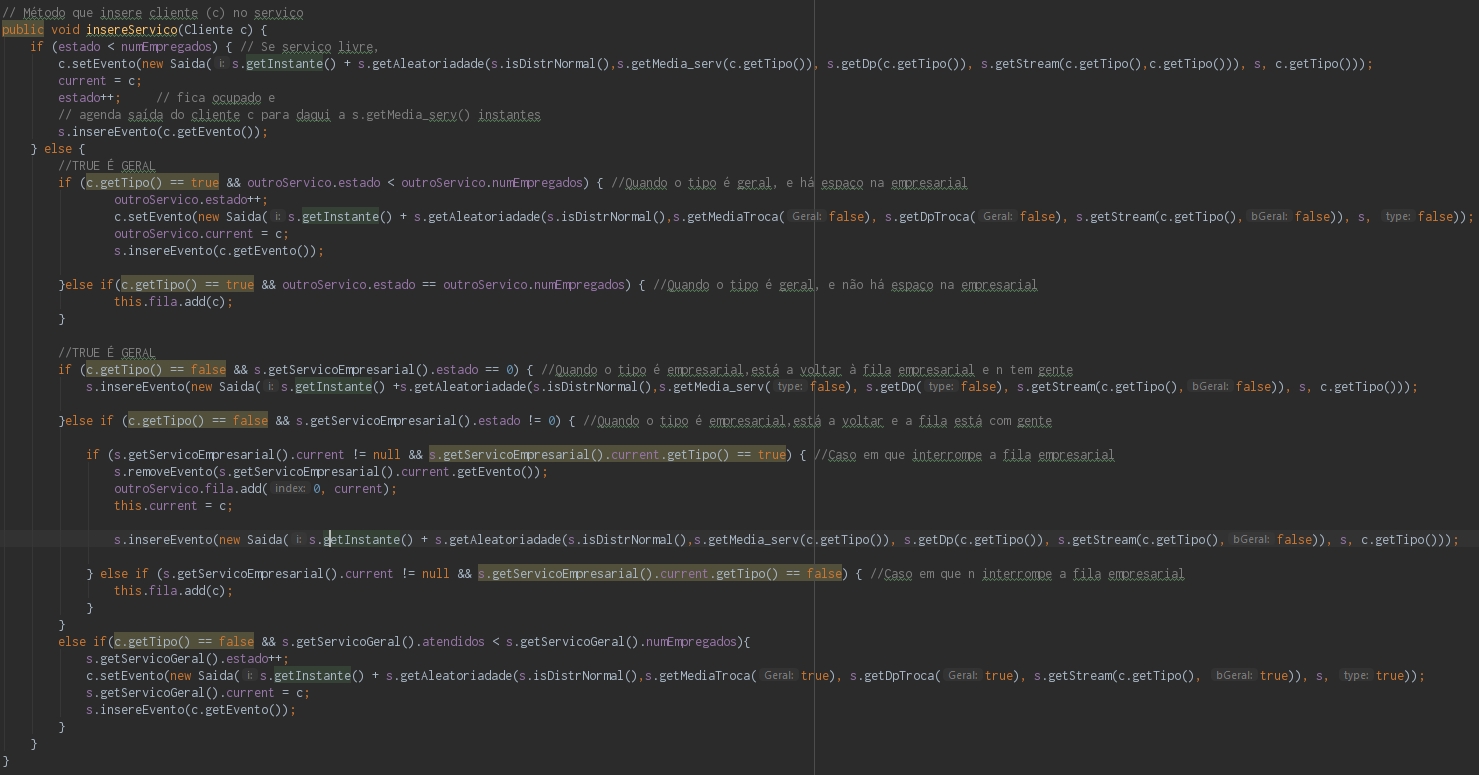 // Método que insere cliente (c) no serviço
public void insereServico(Cliente c) {
if (estado < numEmpregados) { // Se serviço livre,
c.setEvento(new Saida( i: s.getInstante() + s.getAleatoriadade(s.isDistrNormal(),s.getMedia_serv(c.getTipo()), s.getDp(c.getTipo()), s.getStream(c.getTipo(),c.getTipo())), s, c.getTipo()));
current = c;
estado++; // fica ocupado e
// agenda saída do cliente c para daqui a s.getMedia_serv() instantes
s.insereEvento(c.getEvento());
} else {
//TRUE É GERAL
if (c.getTipo() == true && outroServico.estado < outroServico.numEmpregados) { //Quando o tipo é geral, e há espaço na empresarial
outroServico.estado++;
c.setEvento(new Saida( i: s.getInstante() + s.getAleatoriadade(s.isDistrNormal(),s.getMediaTroca( Geral: false), s.getDpTroca( Geral: false), s.getStream(c.getTipo(), bGeral: false)), s, type: false));
outroServico.current = c;
s.insereEvento(c.getEvento());
}else if(c.getTipo() == true && outroServico.estado == outroServico.numEmpregados) { //Quando o tipo é geral, e não há espaço na empresarial
this.fila.add(c);
}
//TRUE É GERAL
if (c.getTipo() == false && s.getServicoEmpresarial().estado == 0) { //Quando o tipo é empresarial,está a voltar à fila empresarial e n tem gente
s.insereEvento(new Saida( i: s.getInstante() +s.getAleatoriadade(s.isDistrNormal(),s.getMedia_serv( type: false), s.getDp( type: false), s.getStream(c.getTipo(), bGeral: false)), s, c.getTipo()));
}else if (c.getTipo() == false && s.getServicoEmpresarial().estado != 0) { //Quando o tipo é empresarial,está a voltar e a fila está com gente
if (s.getServicoEmpresarial().current != null && s.getServicoEmpresarial().current.getTipo() == true) { //Caso em que interrompe a fila empresarial
s.removeEvento(s.getServicoEmpresarial().current.getEvento());
outroServico.fila.add( index: 0, current);
this.current = c;
s.insereEvento(new Saida( i: s.getInstante() + s.getAleatoriadade(s.isDistrNormal(),s.getMedia_serv(c.getTipo()), s.getDp(c.getTipo()), s.getStream(c.getTipo(), bGeral: false)), s, c.getTipo()));
} else if (s.getServicoEmpresarial().current != null && s.getServicoEmpresarial().current.getTipo() == false) { //Caso em que n interrompe a fila empresarial
this.fila.add(c);
}
}
else if(c.getTipo() == false && s.getServicoGeral().atendidos < s.getServicoGeral().numEmpregados){
s.getServicoGeral().estado++;
c.setEvento(new Saida( i: s.getInstante() + s.getAleatoriadade(s.isDistrNormal(),s.getMediaTroca( Geral: true), s.getDpTroca( Geral: true), s.getStream(c.getTipo(), bGeral: true)), s, type: true));
s.getServicoGeral().current = c;
s.insereEvento(c.getEvento());
}
}
}